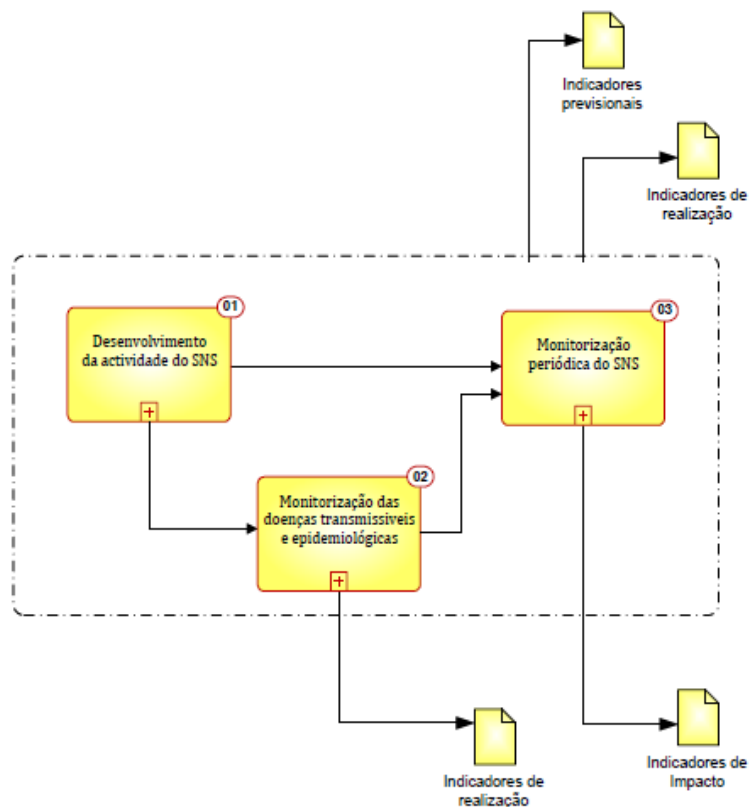 Indicadores
previsionais
Indicadores de
realização
01
Desenvolvimento
da actividade do SNS
03
Monitorização
periódica do SNS
02
Monitorização das
doenças transmissiveis
e epidemiológicas
Indicadores de
realização
Indicadores de
Impacto